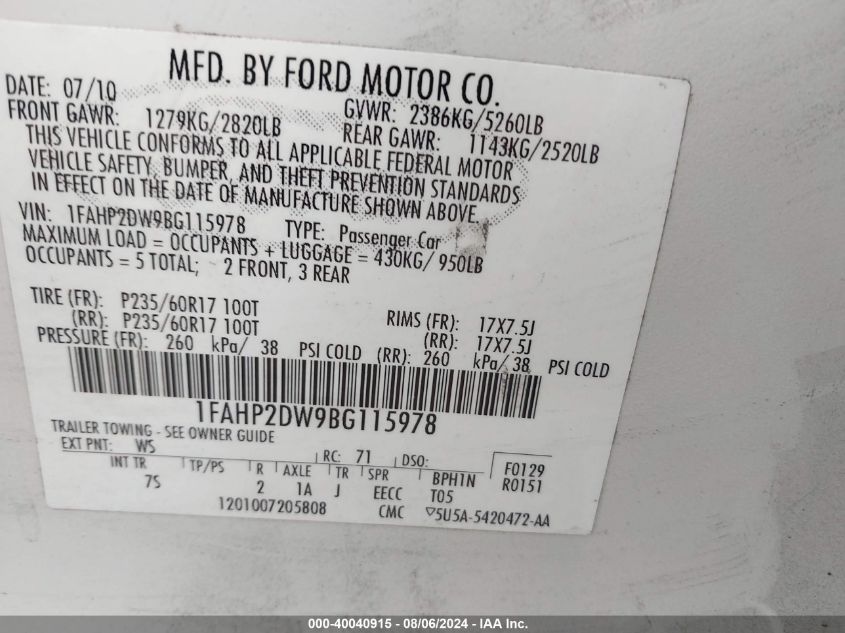 MFD. BY FORD MOTOR CO.
DATE: 07/10 GVWR: 2386KG/5260LB
FRONT GAWR: 1279KG/2820LB REAR GAWR: 1143KG/2520LB
THIS VEHICLE CONFORMS TO ALL APPLICABLE FEDERAL MOTOR
VEHICLE SAFETY, BUMPER, AND THEFT PREVENTION STANDARDS
IN EFFECT ON THE DATE OF MANUFACTURE SHOWN ABOVE.
VIN: 1FAHP2DW9BG115978 TYPE: Passenger Car
MAXIMUM LOAD = OCCUPANTS + LUGGAGE = 430KG/ 950LB
OCCUPANTS = 5 TOTAL; 2 FRONT, 3 REAR
TIRE (FR): P235/60R17 100T RIMS (FR): 17X7.5J
(RR): P235/60R17 100T (RR): 17X7.5J
PRESSURE (FR): 260 kPa/ 38 PSI COLD (RR): 260 kPa/ 38 PSI COLD
1FAHP2DW9BG115978
TRAILER TOWING - SEE OWNER GUIDE
EXT PNT: WS RC: 71 DSO: F0129
INT TR TP/PS R AXLE TR SPR BPH1N R0151
7S 2 1A J EECC T05
1201007205808 CMC ▽5U5A-5420472-AA
000-40040915 - 08/06/2024 - IAA Inc.